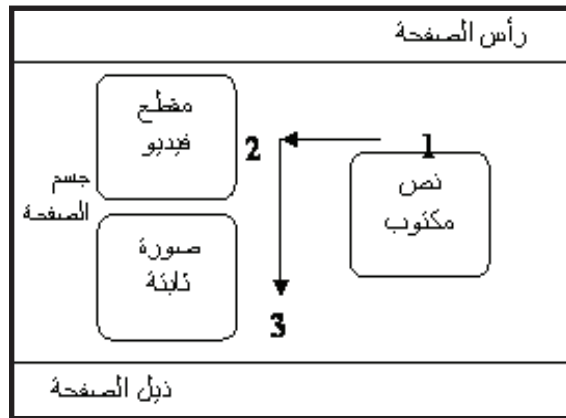 رأس الصفحة
1
نص
مكتوب
2
مقطع
فيديو
جسم
الصفحة
3
صورة
ثابتة
ذيل الصفحة